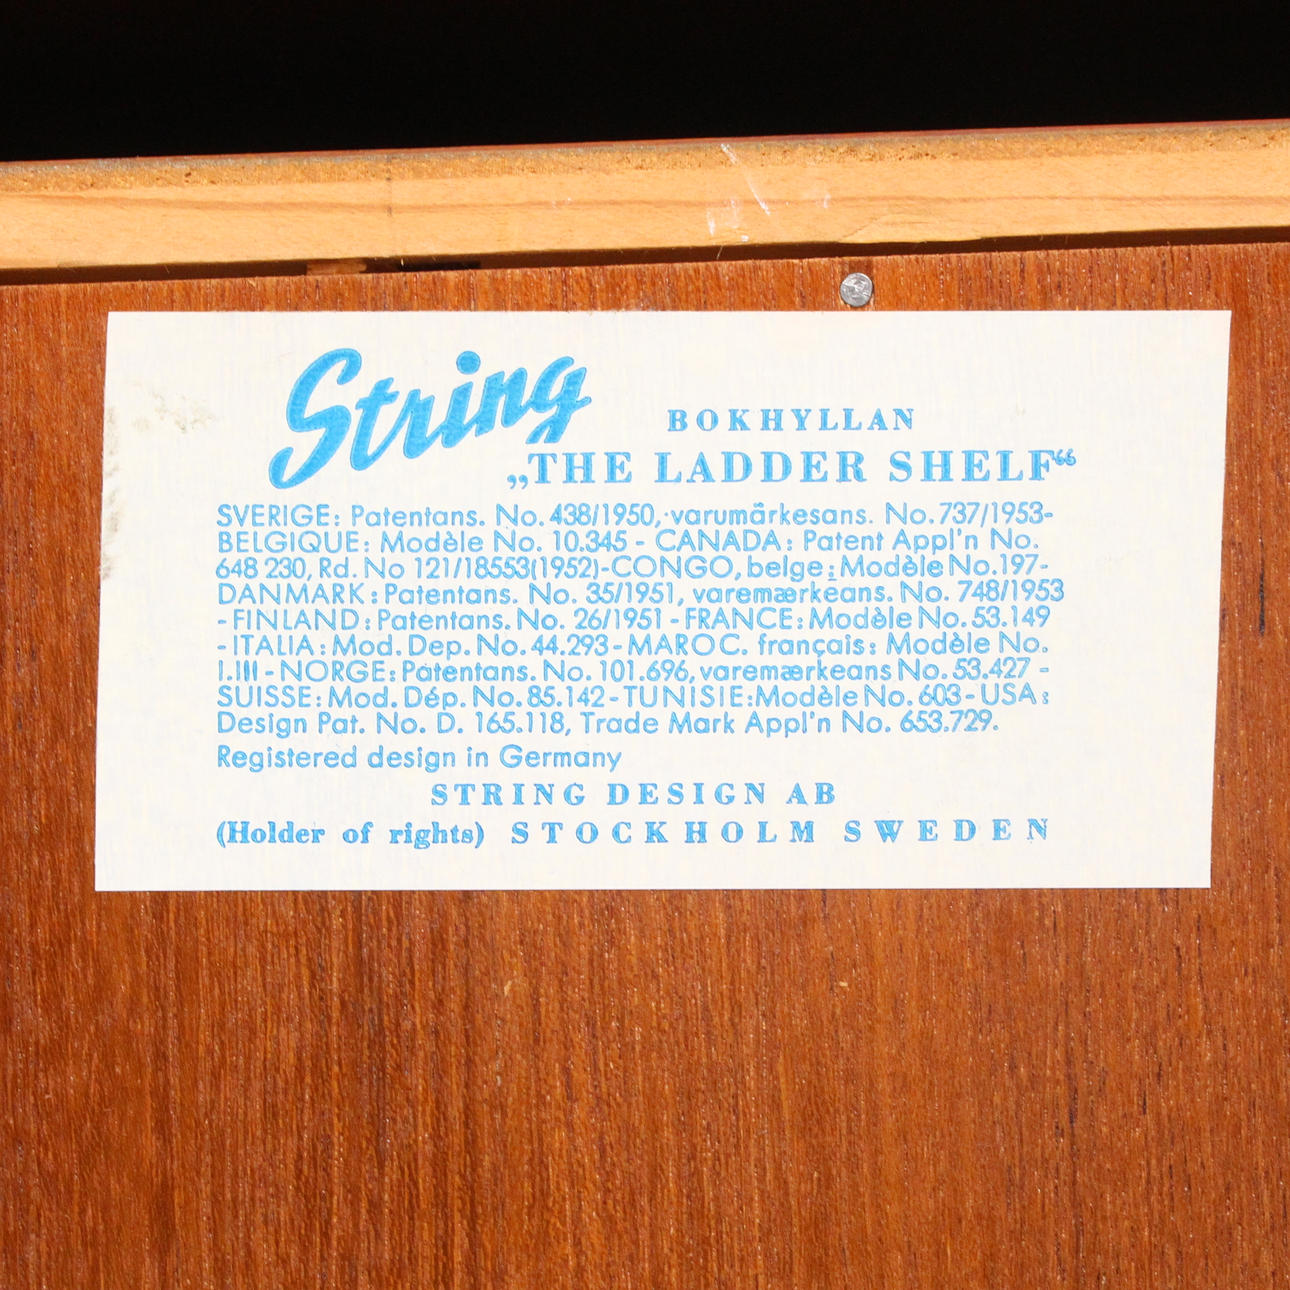 String
BOKHYLLAN
„THE LADDER SHELF“
SVERIGE: Patentans. No. 438/1950, varumärkesans. No. 737/1953-
BELGIQUE: Modèle No. 10.345 - CANADA: Patent Appl'n No.
648 230, Rd. No 121/18553(1952)-CONGO, belge: Modèle No. 197-
DANMARK: Patentans. No. 35/1951, varemærkeans. No. 748/1953
- FINLAND: Patentans. No. 26/1951 - FRANCE: Modèle No. 53.149
- ITALIA: Mod. Dep. No. 44.293 - MAROC. français: Modèle No.
I.III - NORGE: Patentans. No. 101.696, varemærkeans No. 53.427 -
SUISSE: Mod. Dép. No. 85.142 - TUNISIE: Modèle No. 603 - USA:
Design Pat. No. D. 165.118, Trade Mark Appl'n No. 653.729.
Registered design in Germany
STRING DESIGN AB
(Holder of rights) STOCKHOLM SWEDEN